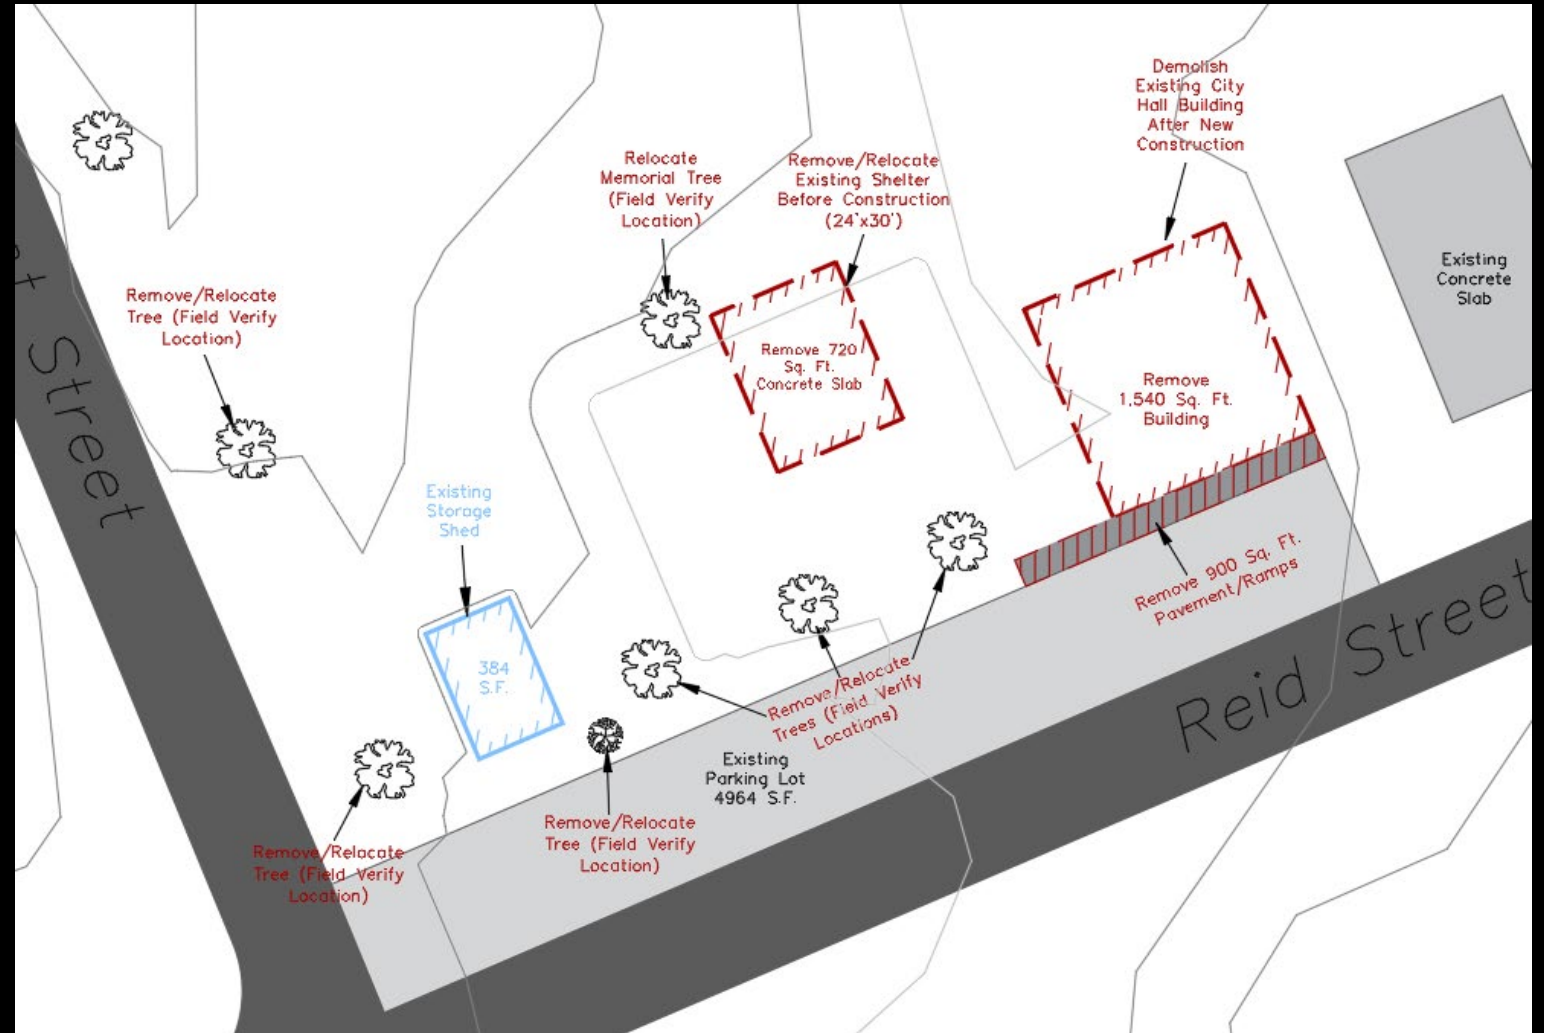 Demolish
Existing City
Hall Building
After New
Construction
Relocate
Memorial Tree
(Field Verify
Location)
Remove/Relocate
Existing Shelter
Before Construction
(24'x30')
Existing
Concrete
Slab
Remove/Relocate
Tree (Field Verify
Location)
Remove 720
Sq. Ft.
Concrete Slab
Remove
1,540 Sq. Ft.
Building
Street
Existing
Storage
Shed
Remove 900 Sq. Ft.
Pavement/Ramps
Reid Street
384
S.F.
Remove/Relocate
Trees (Field Verify
Locations)
Existing
Parking Lot
4964 S.F.
Remove/Relocate
Tree (Field Verify
Location)
Remove/Relocate
Tree (Field Verify
Location)